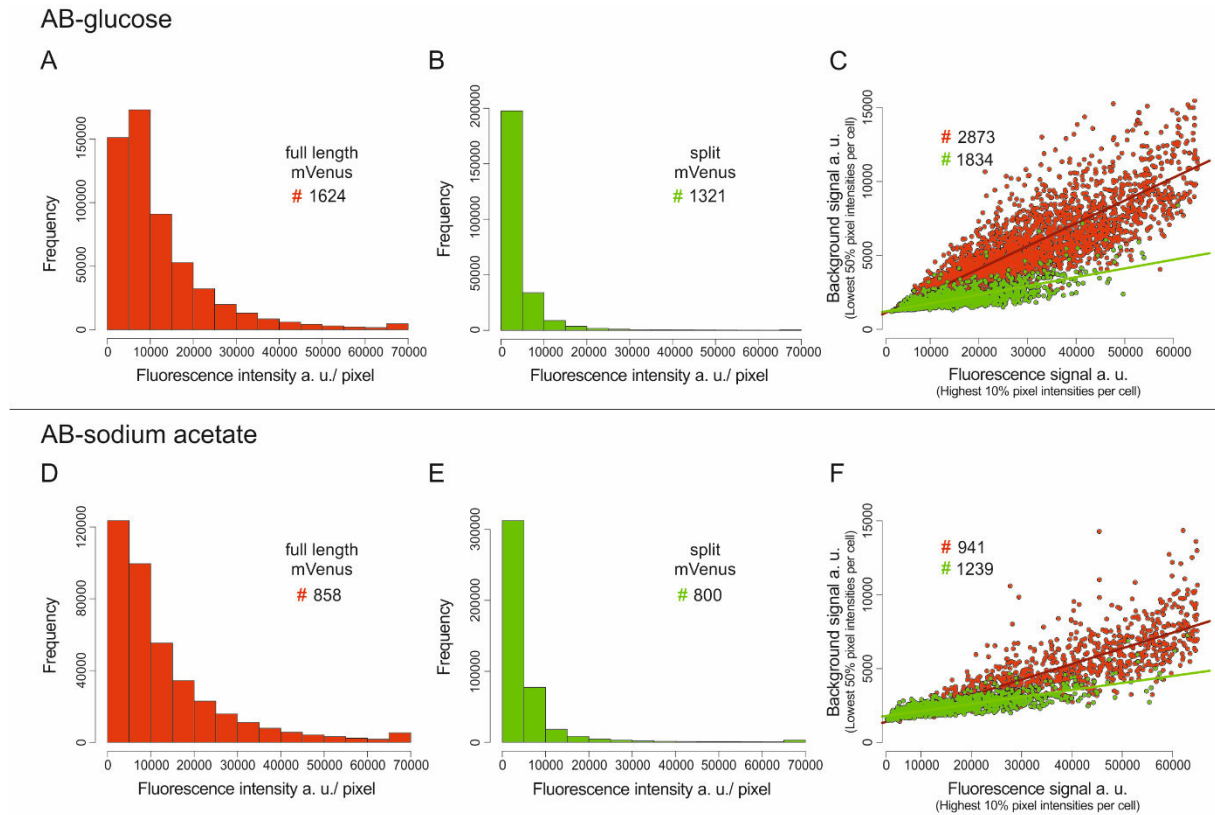 AB-glucose
A
Frequency
0
50000
100000
150000
full length
mVenus
# 1624
0 10000 20000 30000 40000 50000 60000 70000
Fluorescence intensity a. u./ pixel
B
Frequency
0
50000
100000
150000
200000
split
mVenus
# 1321
0 10000 20000 30000 40000 50000 60000 70000
Fluorescence intensity a. u./ pixel
C
Background signal a. u.
(Lowest 50% pixel intensities per cell)
0
5000
10000
15000
# 2873
# 1834
0 10000 20000 30000 40000 50000 60000
Fluorescence signal a. u.
(Highest 10% pixel intensities per cell)
AB-sodium acetate
D
Frequency
0
40000
80000
120000
full length
mVenus
# 858
0 10000 20000 30000 40000 50000 60000 70000
Fluorescence intensity a. u./ pixel
E
Frequency
0
100000
200000
300000
split
mVenus
# 800
0 10000 20000 30000 40000 50000 60000 70000
Fluorescence intensity a. u./ pixel
F
Background signal a. u.
(Lowest 50% pixel intensities per cell)
0
5000
10000
15000
# 941
# 1239
0 10000 20000 30000 40000 50000 60000
Fluorescence signal a. u.
(Highest 10% pixel intensities per cell)